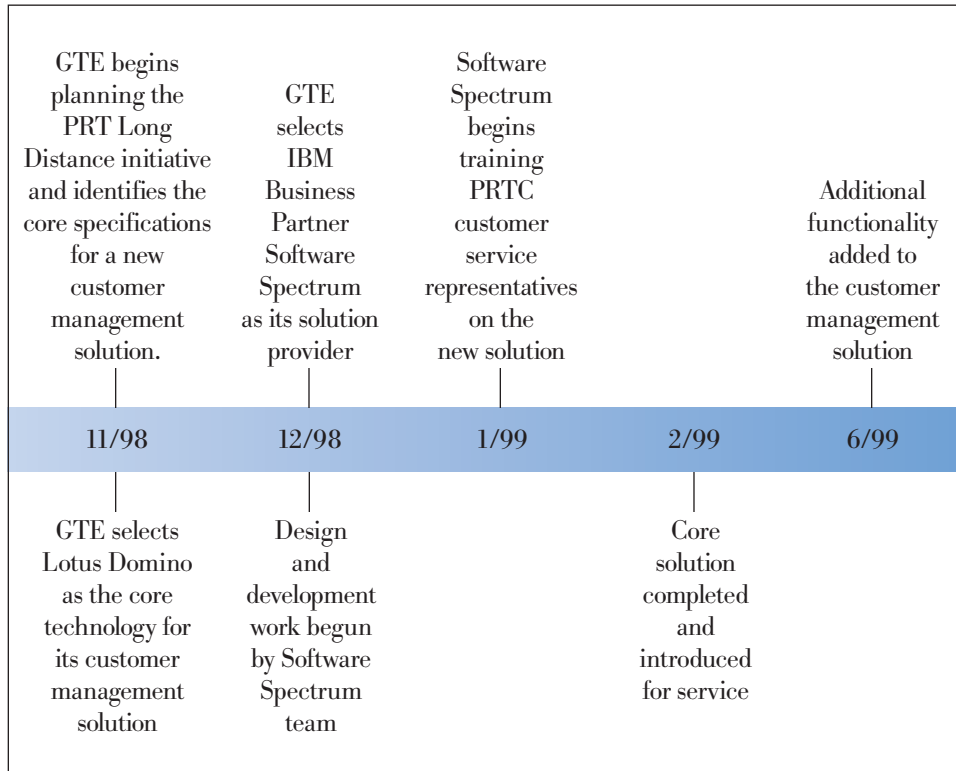 GTE begins
planning the
PRT Long
Distance initiative
and identifies the
core specifications
for a new
customer
management
solution.
GTE
selects
IBM
Business
Partner
Software
Spectrum
as its solution
provider
Software
Spectrum
begins
training
PRTC
customer
service
representatives
on the
new solution
Additional
functionality
added to
the customer
management
solution
11/98
12/98
1/99
2/99
6/99
GTE selects
Lotus Domino
as the core
technology for
its customer
management
solution
Design
and
development
work begun
by Software
Spectrum
team
Core
solution
completed
and
introduced
for service